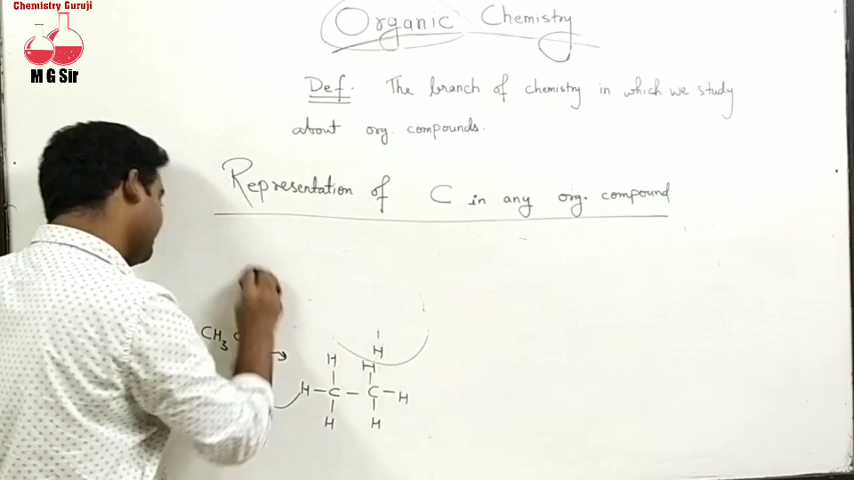 Chemistry Guruji
M G Sir
Organic Chemistry
Def. The branch of chemistry in which we study
about org. compounds.
Representation of C in any org. compound
CH3
H
H H
H-C-C-H
H H